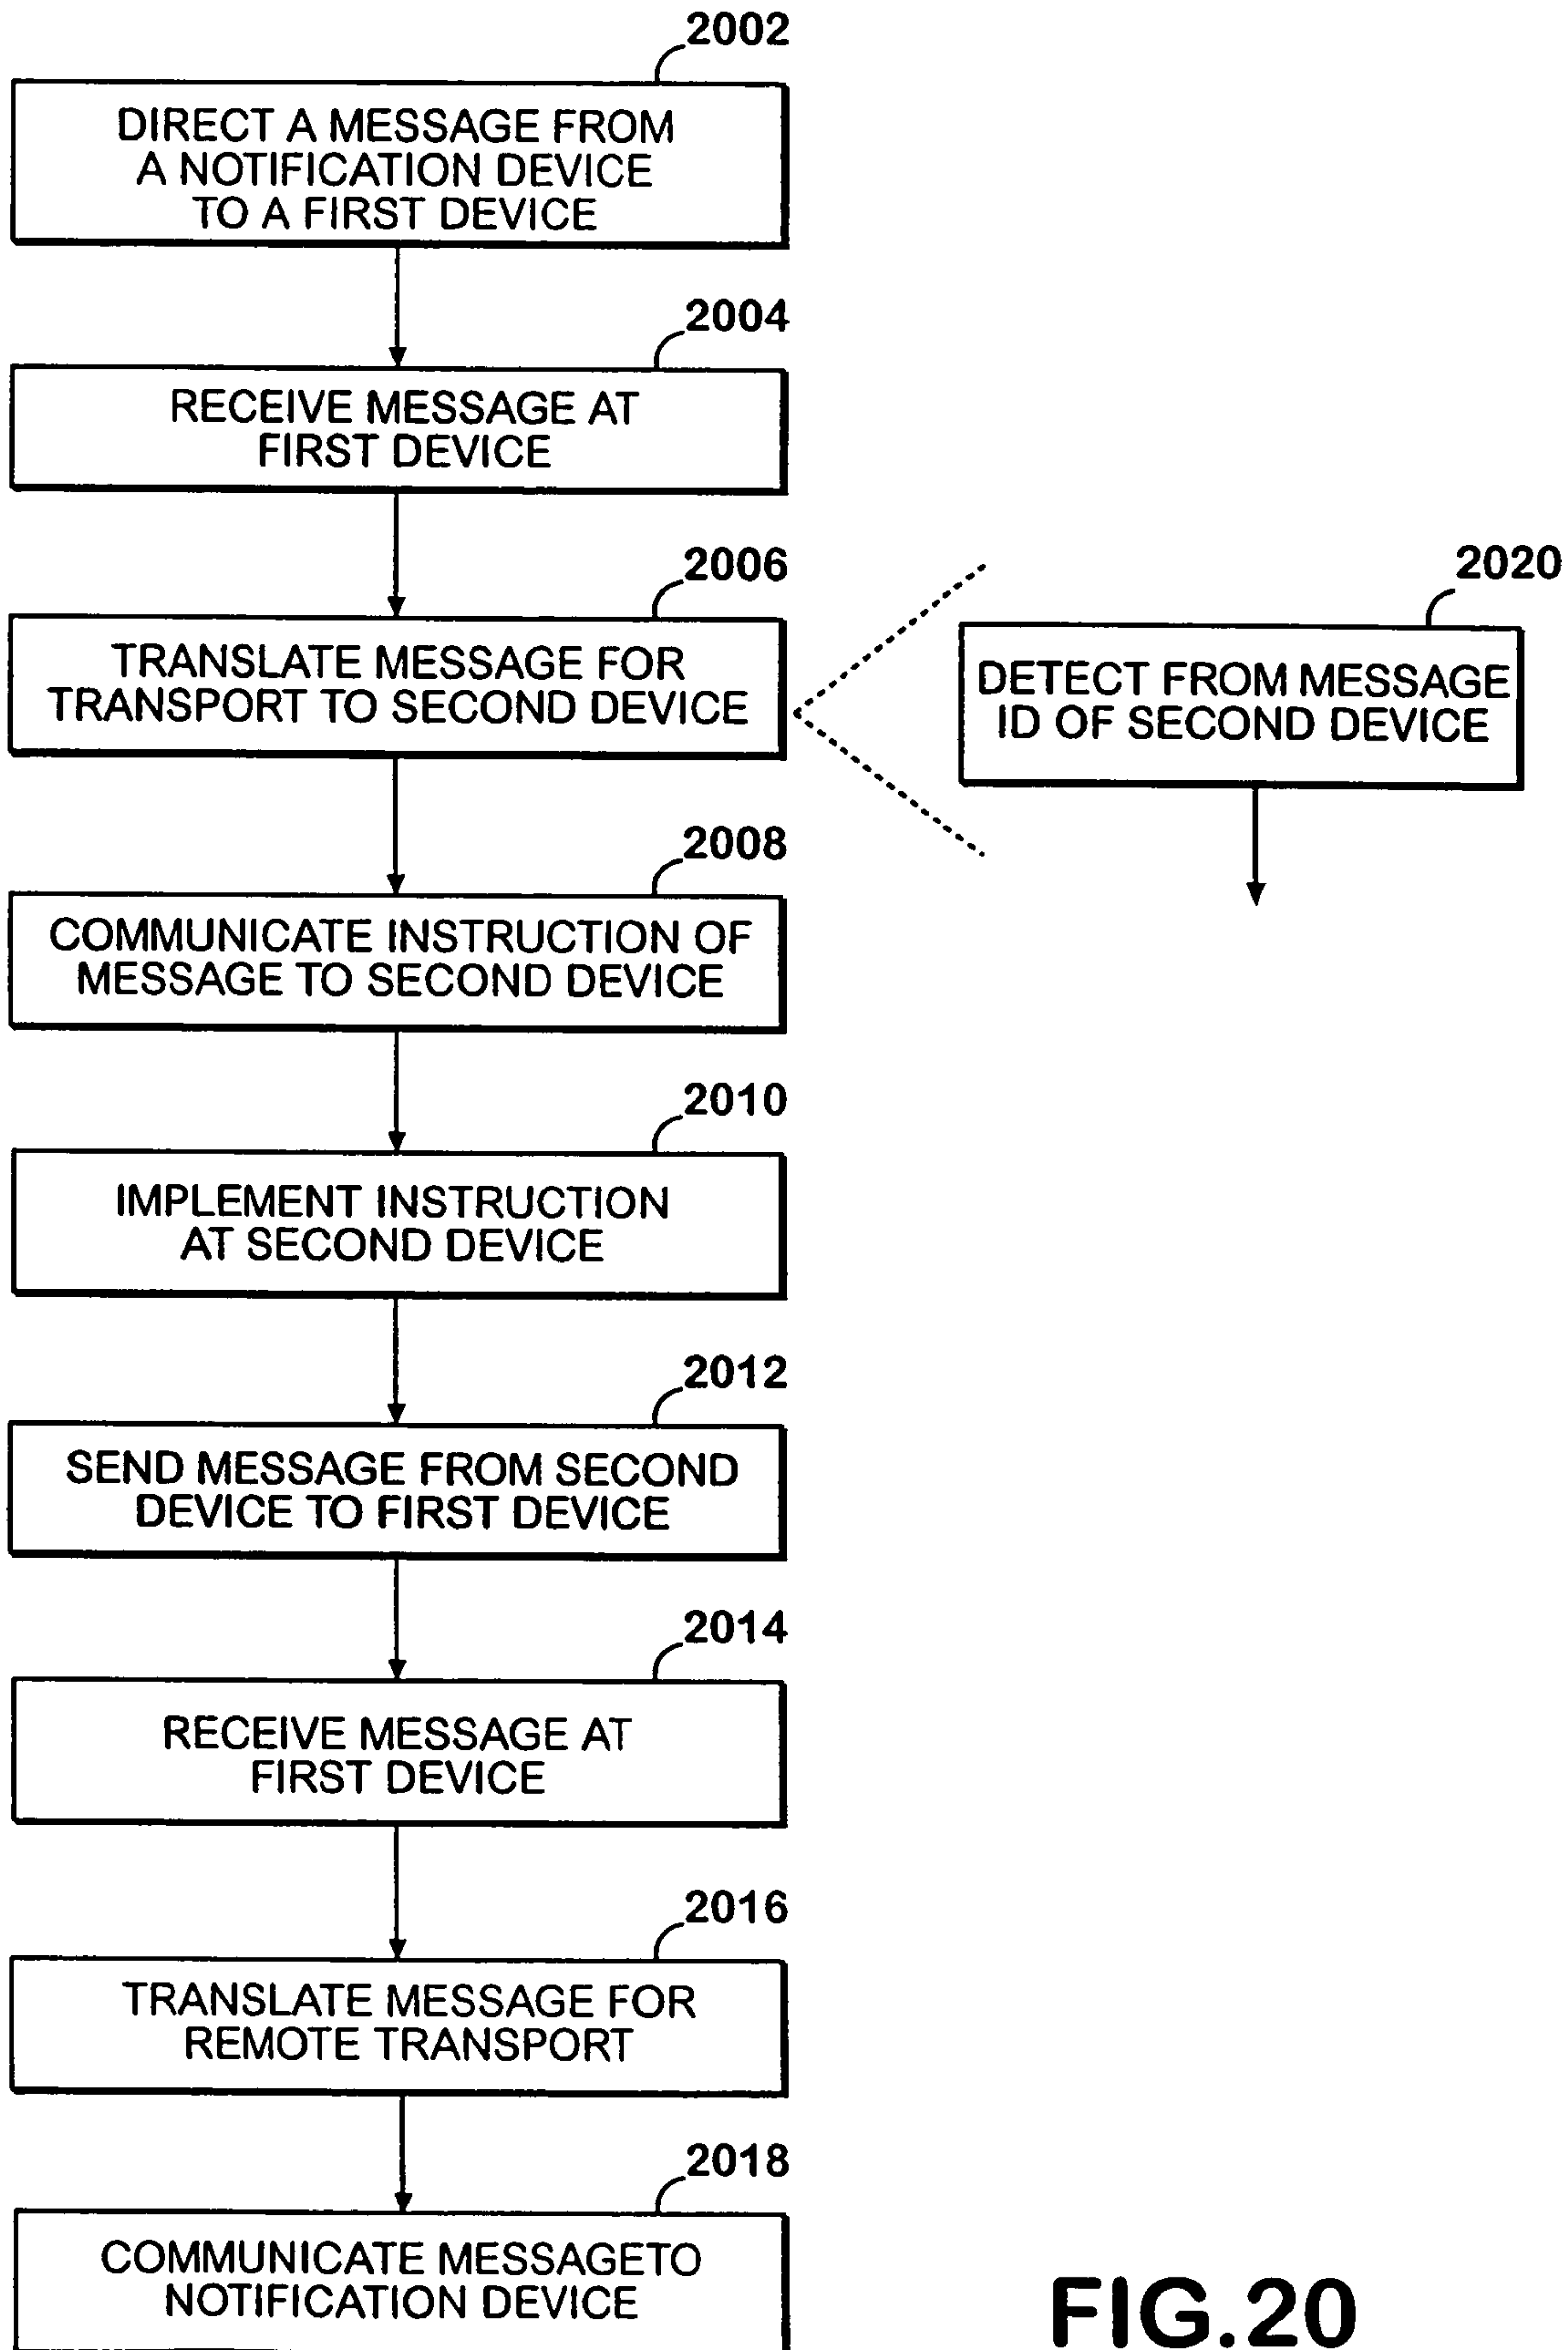 2002
DIRECT A MESSAGE FROM
A NOTIFICATION DEVICE
TO A FIRST DEVICE
2004
RECEIVE MESSAGE AT
FIRST DEVICE
2006
TRANSLATE MESSAGE FOR
TRANSPORT TO SECOND DEVICE
2020
DETECT FROM MESSAGE
ID OF SECOND DEVICE
2008
COMMUNICATE INSTRUCTION OF
MESSAGE TO SECOND DEVICE
2010
IMPLEMENT INSTRUCTION
AT SECOND DEVICE
2012
SEND MESSAGE FROM SECOND
DEVICE TO FIRST DEVICE
2014
RECEIVE MESSAGE AT
FIRST DEVICE
2016
TRANSLATE MESSAGE FOR
REMOTE TRANSPORT
2018
COMMUNICATE MESSAGETO
NOTIFICATION DEVICE
FIG.20